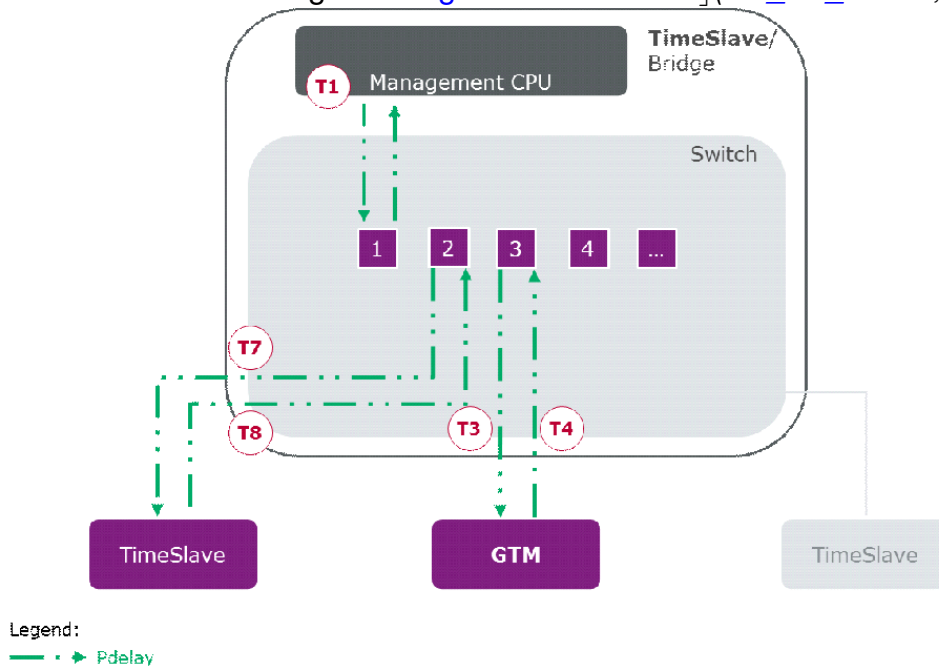 TimeSlave/
Bridge
T1
Management CPU
Switch
1
2
3
4
...
T7
T8
T3
T4
TimeSlave
GTM
TimeSlave
Legend:
Pdelay